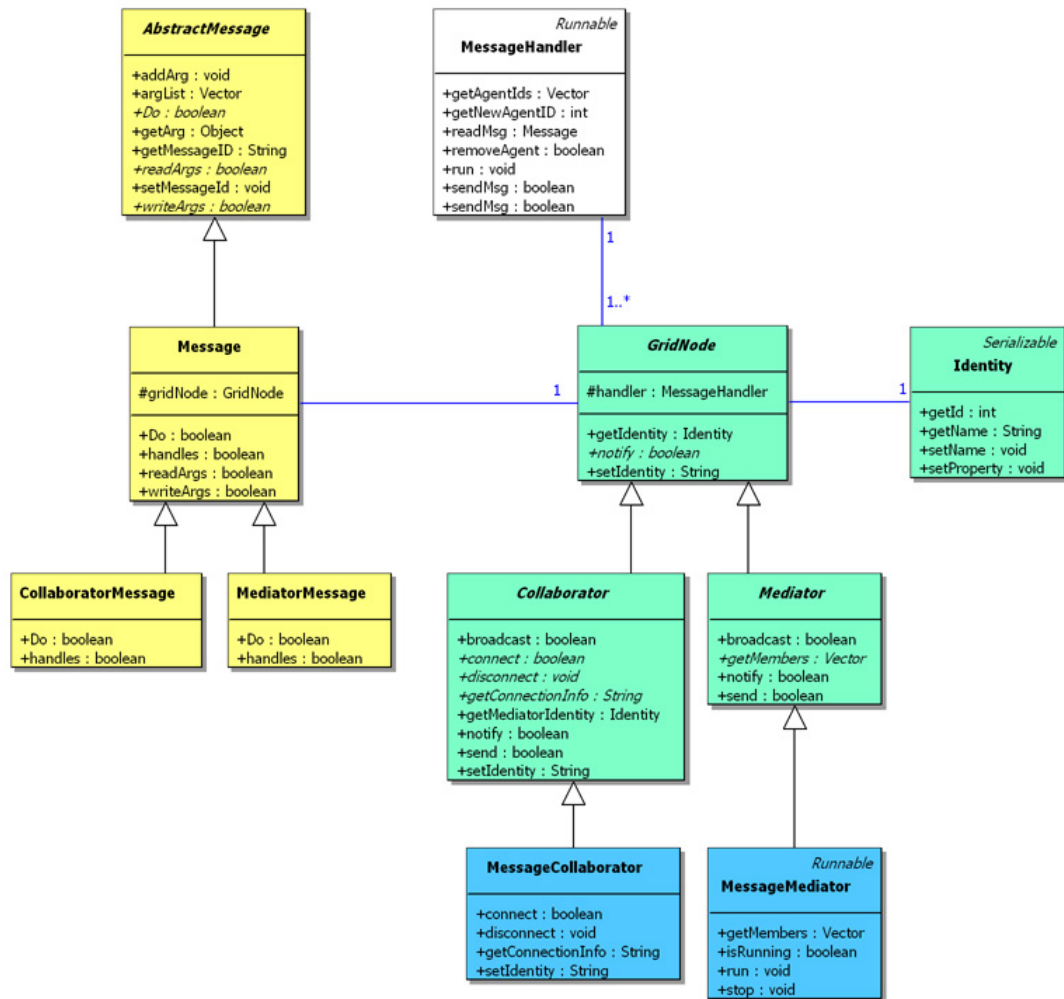 AbstractMessage
+addArg : void
+argList : Vector
+Do : boolean
+getArg : Object
+getMessageID : String
+readArgs : boolean
+setMessageId : void
+writeArgs : boolean
Runnable
MessageHandler
+getAgentIds : Vector
+getNewAgentID : int
+readMsg : Message
+removeAgent : boolean
+run : void
+sendMsg : boolean
+sendMsg : boolean
1
1..*
Message
#gridNode : GridNode
+Do : boolean
+handles : boolean
+readArgs : boolean
+writeArgs : boolean
1
GridNode
#handler : MessageHandler
+getIdentity : Identity
+notify : boolean
+setIdentity : String
1
Serializable
Identity
+getId : int
+getName : String
+setName : void
+setProperty : void
CollaboratorMessage
+Do : boolean
+handles : boolean
MediatorMessage
+Do : boolean
+handles : boolean
Collaborator
+broadcast : boolean
+connect : boolean
+disconnect : void
+getConnectionInfo : String
+getMediatorIdentity : Identity
+notify : boolean
+send : boolean
+setIdentity : String
Mediator
+broadcast : boolean
+getMembers : Vector
+notify : boolean
+send : boolean
MessageCollaborator
+connect : boolean
+disconnect : void
+getConnectionInfo : String
+setIdentity : String
Runnable
MessageMediator
+getMembers : Vector
+isRunning : boolean
+run : void
+stop : void